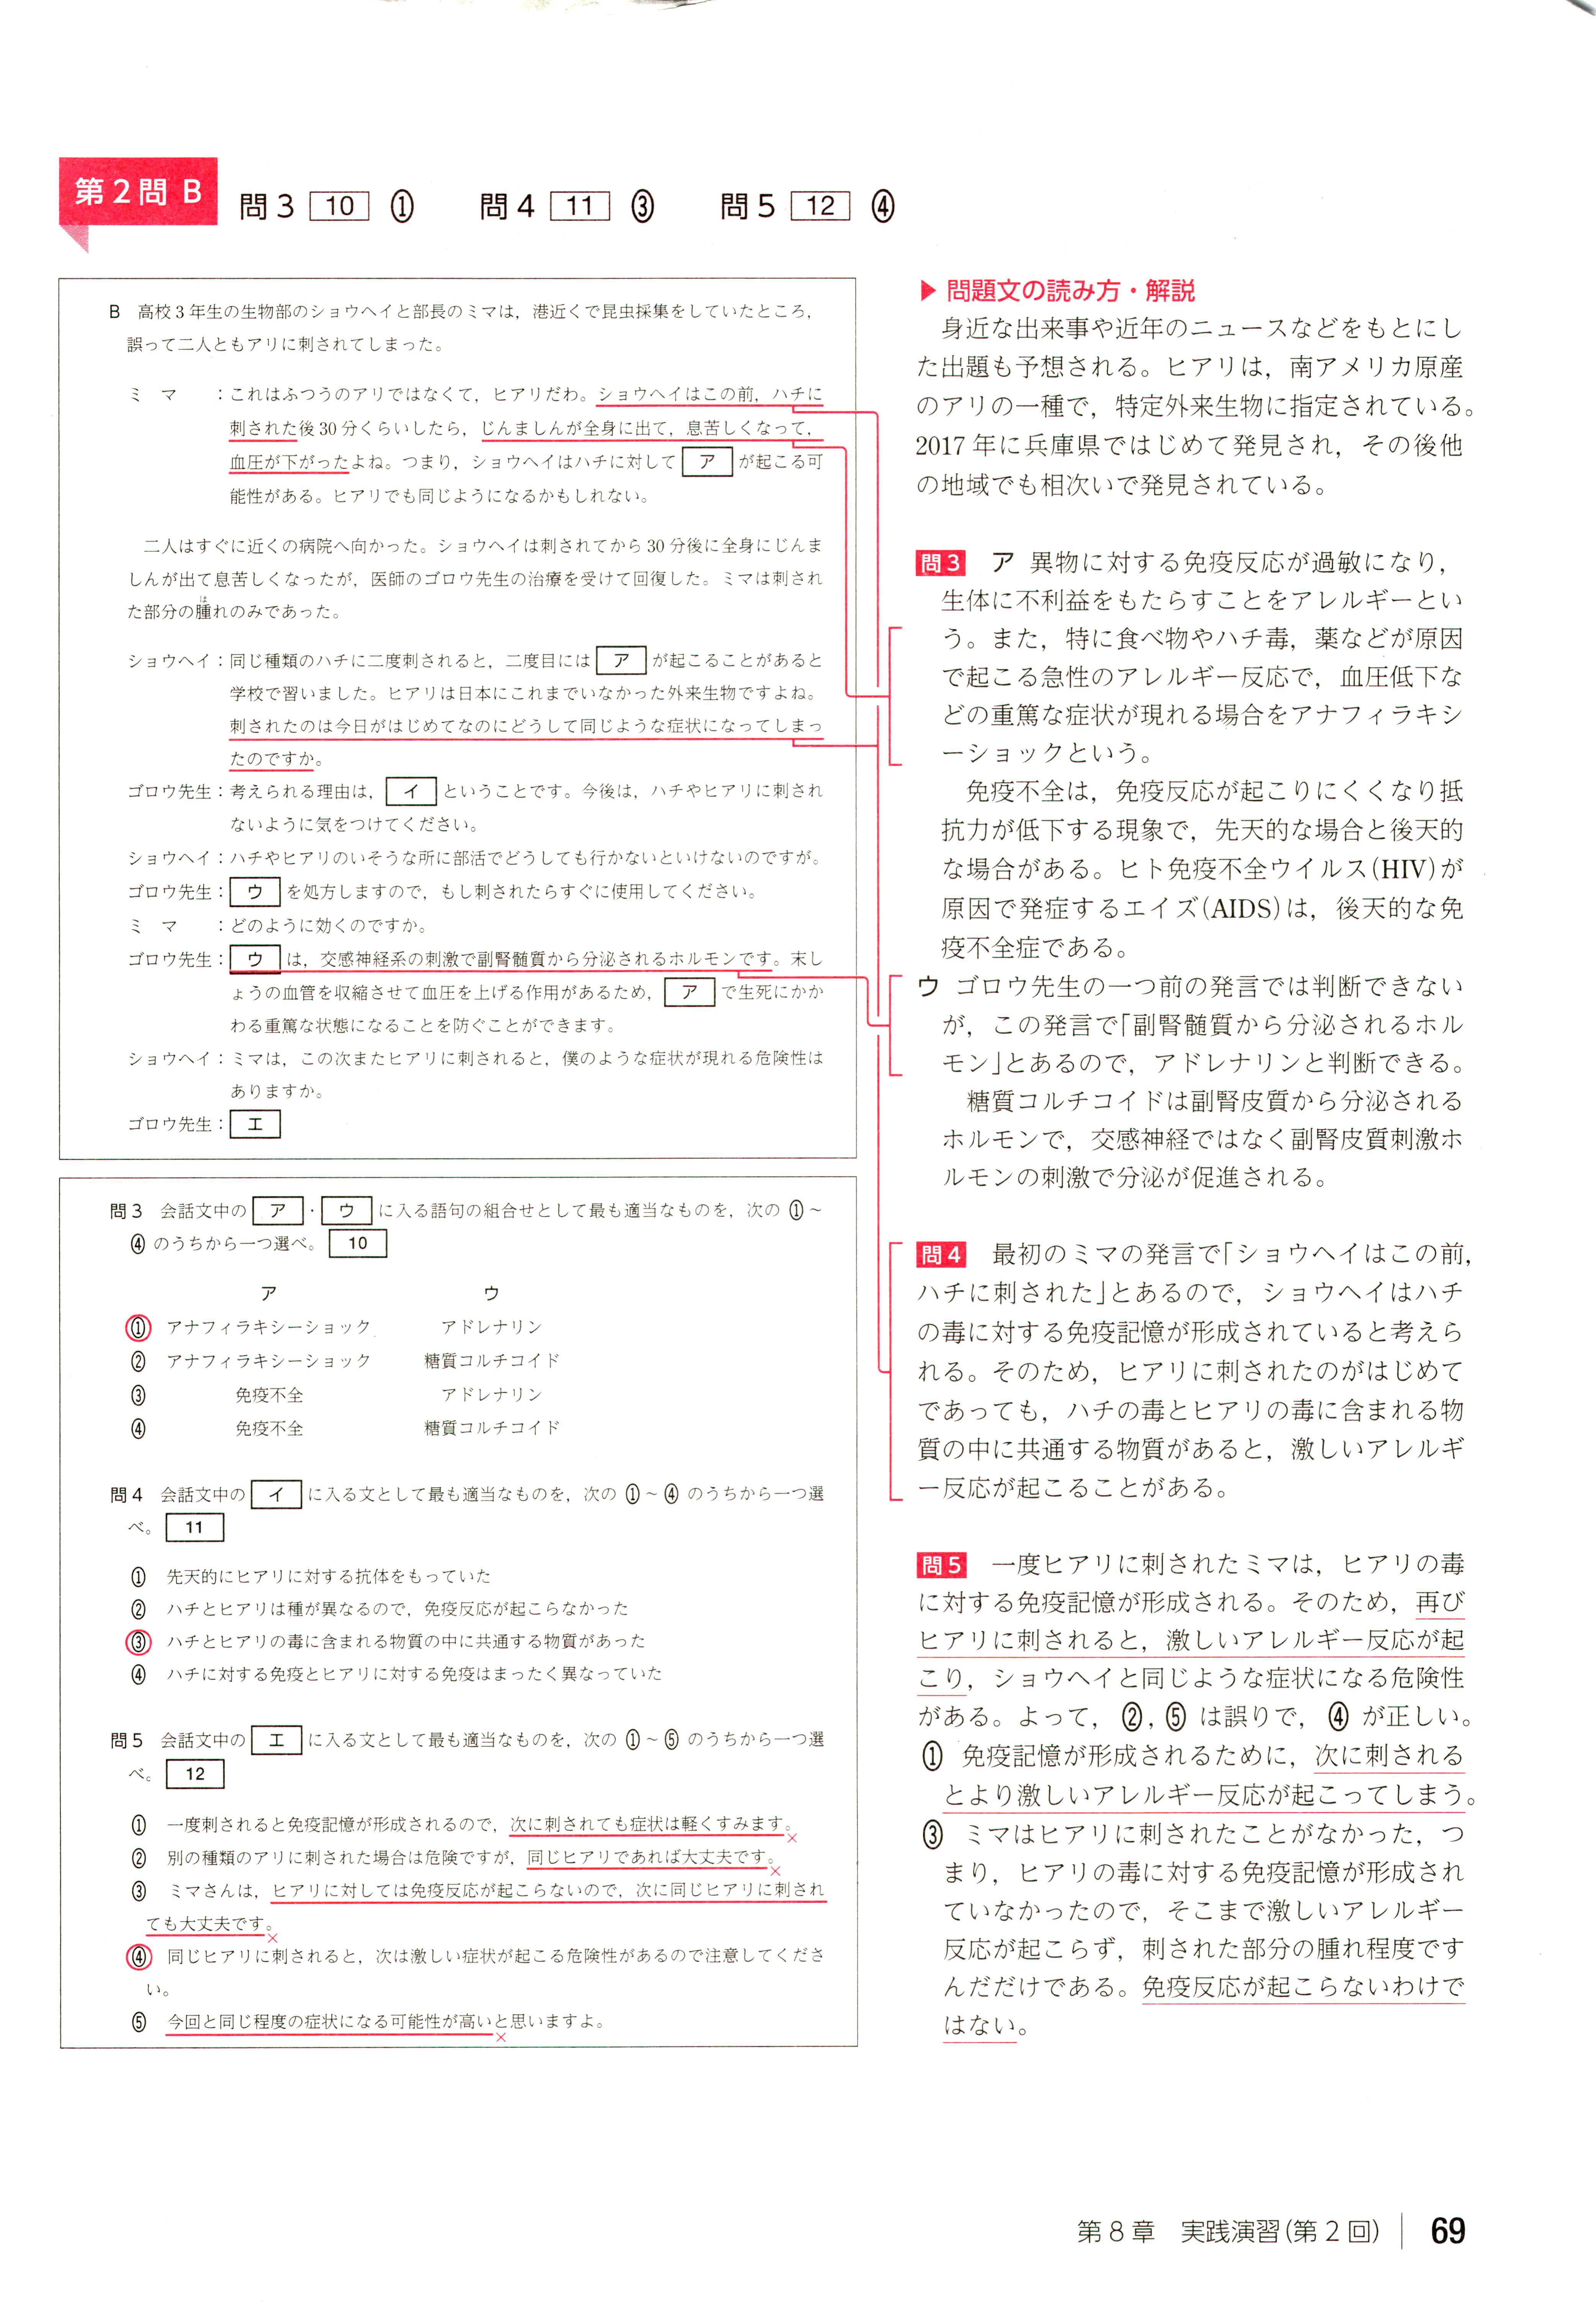 第2問 B
問3 10 ①　問4 11 ③　問5 12 ④
B　高校3年生の生物部のショウヘイと部長のミマは，港近くで昆虫採集をしていたところ，
誤って二人ともアリに刺されてしまった。
ミ　マ　：これはふつうのアリではなくて，ヒアリだわ。ショウヘイはこの前，ハチに
刺された後30分くらいしたら，じんましんが全身に出て，息苦しくなって，
血圧が下がったよね。つまり，ショウヘイはハチに対して ア が起こる可
能性がある。ヒアリでも同じようになるかもしれない。
二人はすぐに近くの病院へ向かった。ショウヘイは刺されてから30分後に全身にじんま
しんが出て息苦しくなったが，医師のゴロウ先生の治療を受けて回復した。ミマは刺され
は
た部分の腫れのみであった。
ショウヘイ：同じ種類のハチに二度刺されると，二度目には ア が起こることがあると
学校で習いました。ヒアリは日本にこれまでいなかった外来生物ですよね。
刺されたのは今日がはじめてなのにどうして同じような症状になってしまっ
たのですか。
ゴロウ先生：考えられる理由は， イ ということです。今後は，ハチやヒアリに刺され
ないように気をつけてください。
ショウヘイ：ハチやヒアリのいそうな所に部活でどうしても行かないといけないのですが。
ゴロウ先生： ウ を処方しますので，もし刺されたらすぐに使用してください。
ミ　マ　：どのように効くのですか。
ゴロウ先生： ウ は，交感神経系の刺激で副腎髄質から分泌されるホルモンです。末し
ょうの血管を収縮させて血圧を上げる作用があるため， ア で生死にかか
わる重篤な状態になることを防ぐことができます。
ショウヘイ：ミマは，この次またヒアリに刺されると，僕のような症状が現れる危険性は
ありますか。
ゴロウ先生： エ
問3　会話文中の ア ・ ウ に入る語句の組合せとして最も適当なものを，次の ①～
④ のうちから一つ選べ。 10
ア　ウ
① アナフィラキシーショック　アドレナリン
② アナフィラキシーショック　糖質コルチコイド
③ 免疫不全　アドレナリン
④ 免疫不全　糖質コルチコイド
問4　会話文中の イ に入る文として最も適当なものを，次の ①～④ のうちから一つ選
べ。 11
① 先天的にヒアリに対する抗体をもっていた
② ハチとヒアリは種が異なるので，免疫反応が起こらなかった
③ ハチとヒアリの毒に含まれる物質の中に共通する物質があった
④ ハチに対する免疫とヒアリに対する免疫はまったく異なっていた
問5　会話文中の エ に入る文として最も適当なものを，次の ①～⑤ のうちから一つ選
べ。 12
① 一度刺されると免疫記憶が形成されるので，次に刺されても症状は軽くすみます。×
② 別の種類のアリに刺された場合は危険ですが，同じヒアリであれば大丈夫です。×
③ ミマさんは，ヒアリに対しては免疫反応が起こらないので，次に同じヒアリに刺され
ても大丈夫です。×
④ 同じヒアリに刺されると，次は激しい症状が起こる危険性があるので注意してくださ
い。
⑤ 今回と同じ程度の症状になる可能性が高いと思いますよ。×
▶ 問題文の読み方・解説
身近な出来事や近年のニュースなどをもとにし
た出題も予想される。ヒアリは，南アメリカ原産
のアリの一種で，特定外来生物に指定されている。
2017年に兵庫県ではじめて発見され，その後他
の地域でも相次いで発見されている。
問3　ア 異物に対する免疫反応が過敏になり，
生体に不利益をもたらすことをアレルギーとい
う。また，特に食べ物やハチ毒，薬などが原因
で起こる急性のアレルギー反応で，血圧低下な
どの重篤な症状が現れる場合をアナフィラキシ
ーショックという。
免疫不全は，免疫反応が起こりにくくなり抵
抗力が低下する現象で，先天的な場合と後天的
な場合がある。ヒト免疫不全ウイルス(HIV)が
原因で発症するエイズ(AIDS)は，後天的な免
疫不全症である。
ウ ゴロウ先生の一つ前の発言では判断できない
が，この発言で「副腎髄質から分泌されるホル
モン」とあるので，アドレナリンと判断できる。
糖質コルチコイドは副腎皮質から分泌される
ホルモンで，交感神経ではなく副腎皮質刺激ホ
ルモンの刺激で分泌が促進される。
問4　最初のミマの発言で「ショウヘイはこの前，
ハチに刺された」とあるので，ショウヘイはハチ
の毒に対する免疫記憶が形成されていると考えら
れる。そのため，ヒアリに刺されたのがはじめて
であっても，ハチの毒とヒアリの毒に含まれる物
質の中に共通する物質があると，激しいアレルギ
ー反応が起こることがある。
問5　一度ヒアリに刺されたミマは，ヒアリの毒
に対する免疫記憶が形成される。そのため，再び
ヒアリに刺されると，激しいアレルギー反応が起
こり，ショウヘイと同じような症状になる危険性
がある。よって，②，⑤ は誤りで，④ が正しい。
① 免疫記憶が形成されるために，次に刺される
とより激しいアレルギー反応が起こってしまう。
③ ミマはヒアリに刺されたことがなかった，つ
まり，ヒアリの毒に対する免疫記憶が形成され
ていなかったので，そこまで激しいアレルギー
反応が起こらず，刺された部分の腫れ程度です
んだだけである。免疫反応が起こらないわけで
はない。
第8章　実践演習(第2回)　69